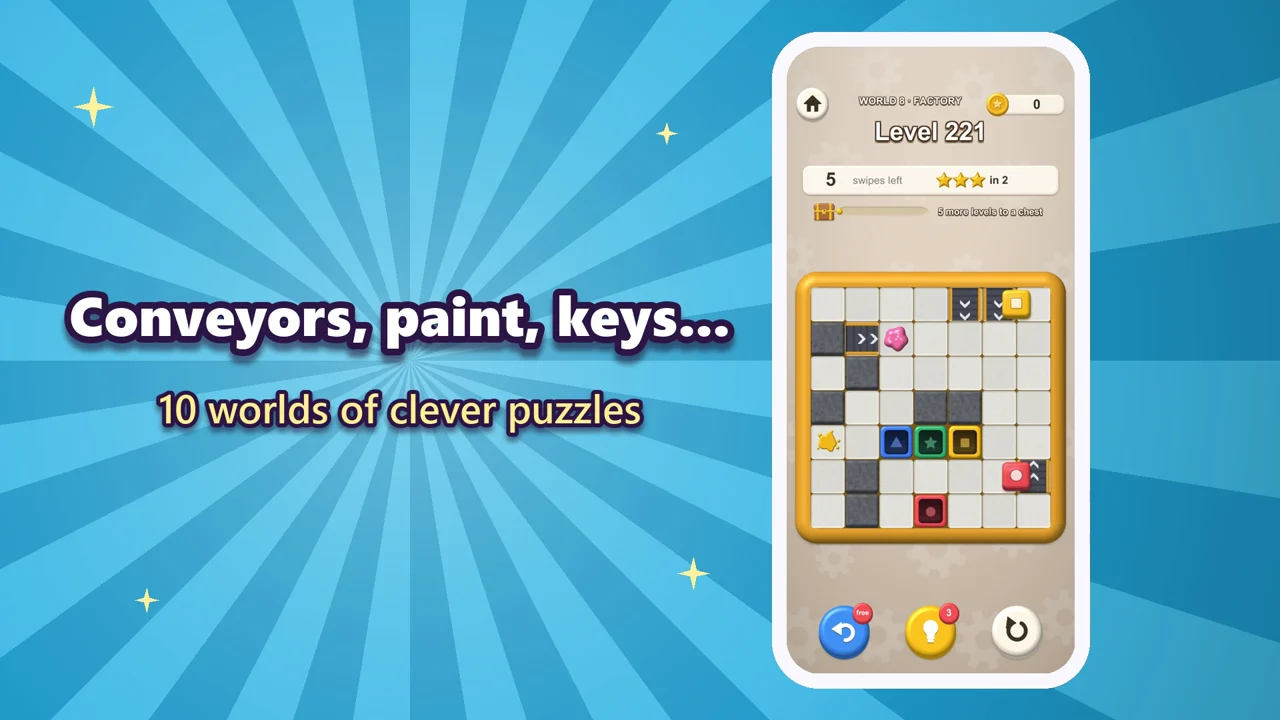 Conveyors, paint, keys...
10 worlds of clever puzzles
WORLD 8 · FACTORY
0
Level 221
5 swipes left
in 2
5 more levels to a chest
free
3